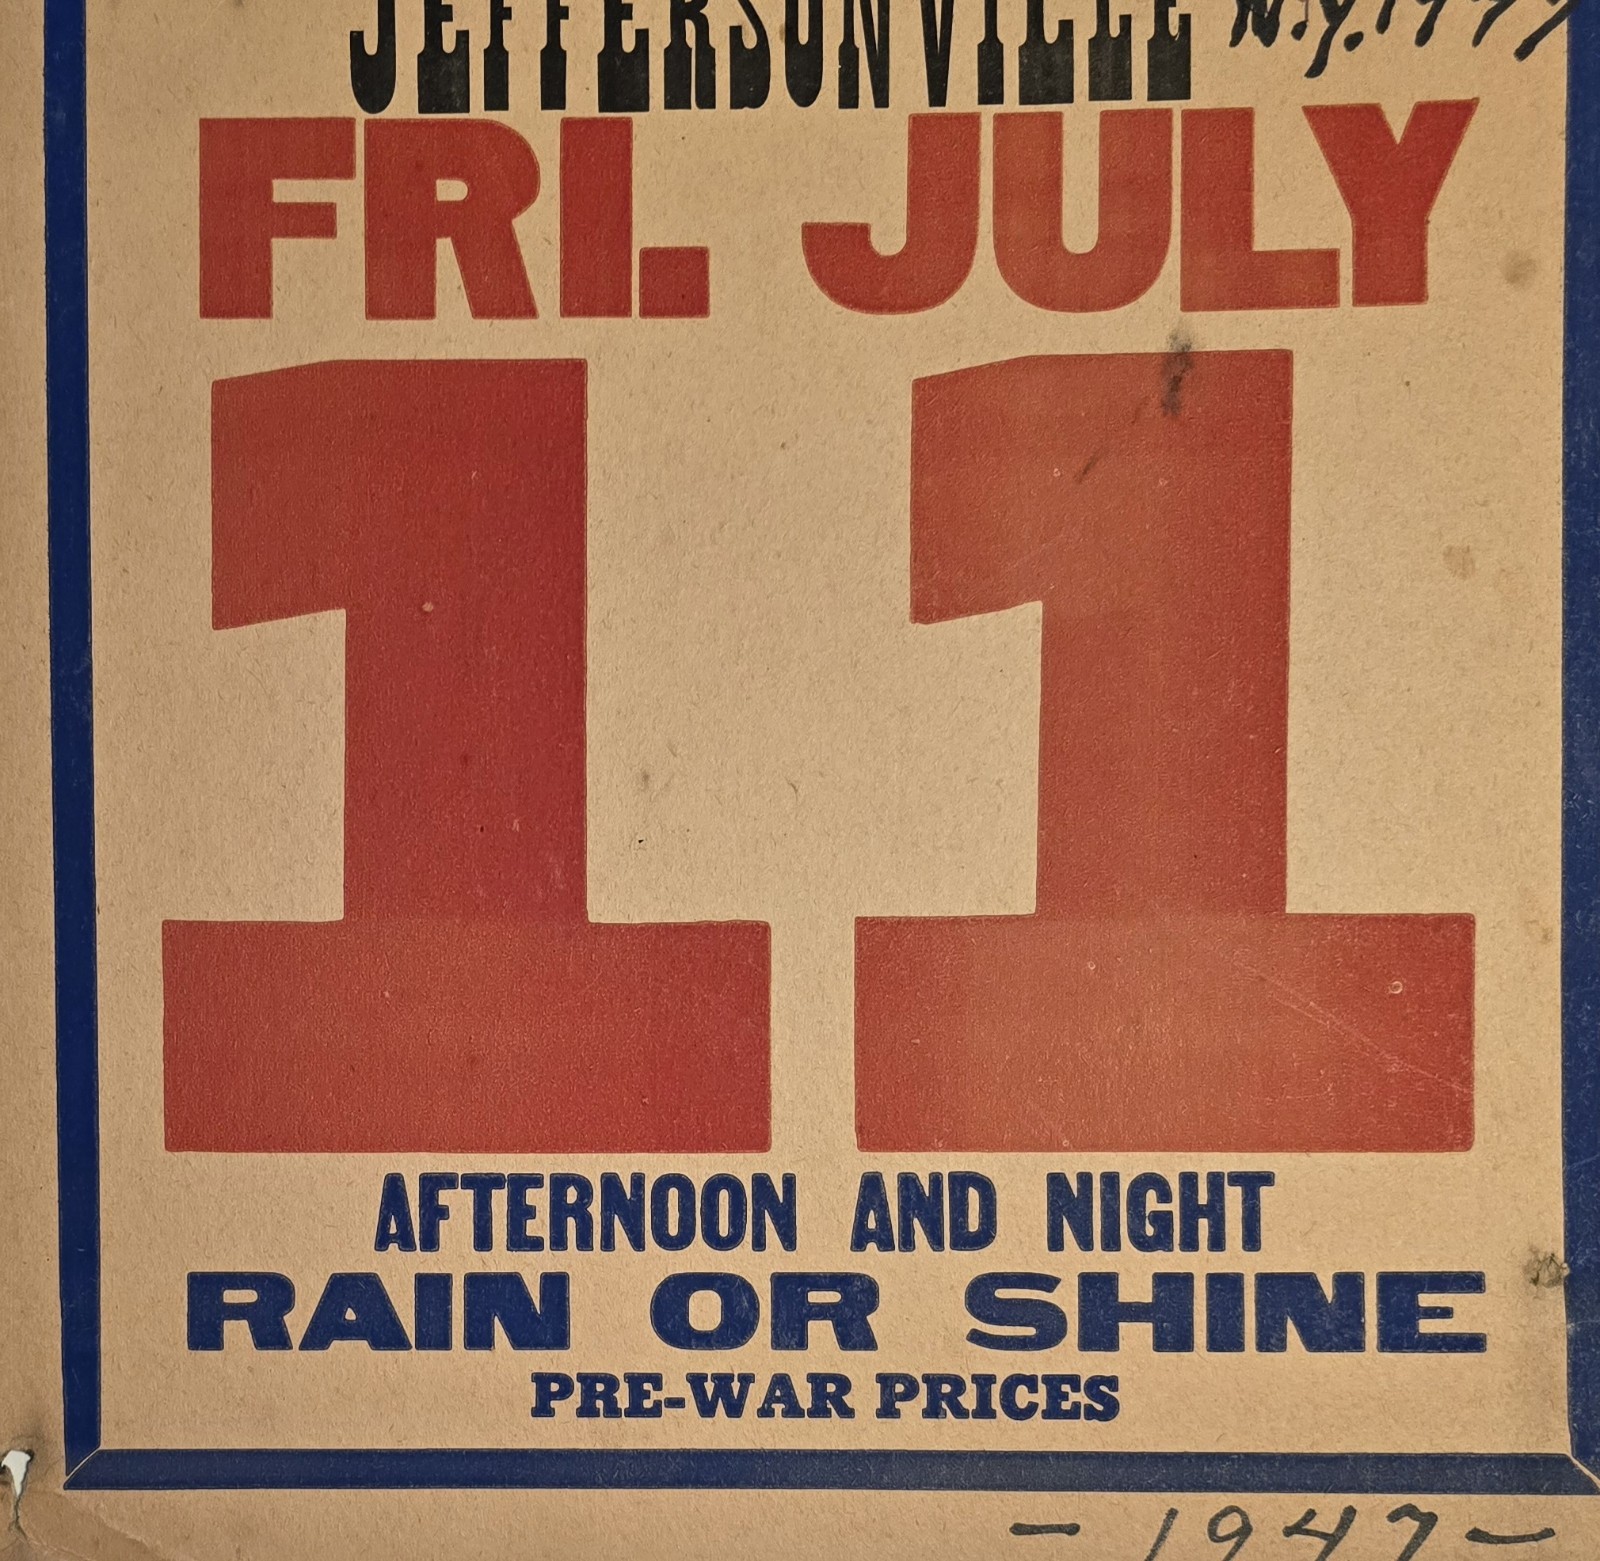 JEFFERSONVILLE N.Y. 1947
FRI. JULY
11
AFTERNOON AND NIGHT
RAIN OR SHINE
PRE-WAR PRICES
- 1947 -